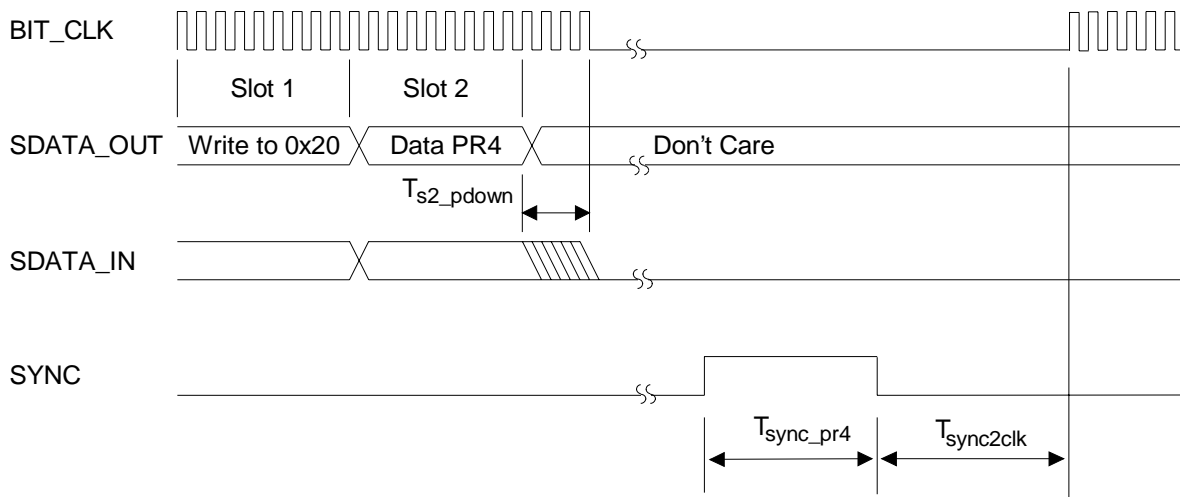 BIT_CLK
Slot 1 Slot 2
SDATA_OUT Write to 0x20 Data PR4 Don't Care
Ts2_pdown
SDATA_IN
SYNC
Tsync_pr4 Tsync2clk